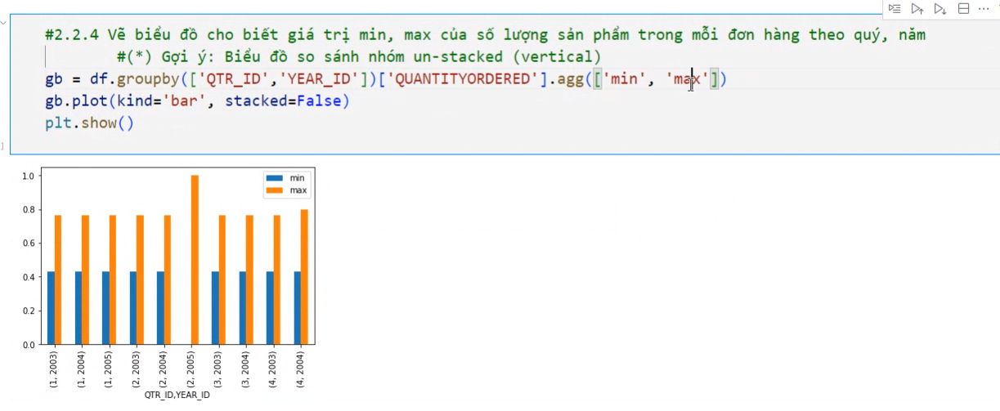 #2.2.4 Vẽ biểu đồ cho biết giá trị min, max của số lượng sản phẩm trong mỗi đơn hàng theo quý, năm
#(*) Gợi ý: Biểu đồ so sánh nhóm un-stacked (vertical)
gb = df.groupby(['QTR_ID','YEAR_ID'])['QUANTITYORDERED'].agg(['min', 'max'])
gb.plot(kind='bar', stacked=False)
plt.show()
]
min
max
1.0
0.8
0.6
0.4
0.2
0.0
(1, 2003)
(1, 2004)
(1, 2005)
(2, 2003)
(2, 2004)
(2, 2005)
(3, 2003)
(3, 2004)
(4, 2003)
(4, 2004)
QTR_ID,YEAR_ID